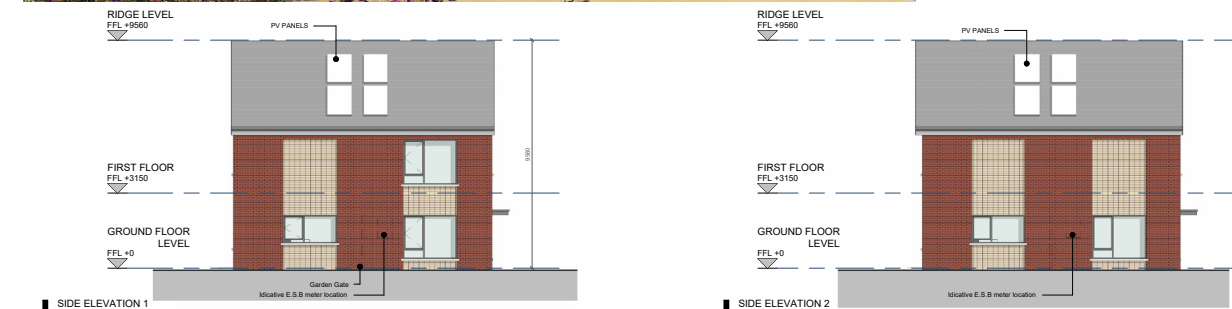 RIDGE LEVEL
FFL +9560
PV PANELS
FIRST FLOOR
FFL +3150
9560
GROUND FLOOR
LEVEL
FFL +0
Garden Gate
Idicative E.S.B meter location
SIDE ELEVATION 1
RIDGE LEVEL
FFL +9560
PV PANELS
FIRST FLOOR
FFL +3150
GROUND FLOOR
LEVEL
FFL +0
Idicative E.S.B meter location
SIDE ELEVATION 2